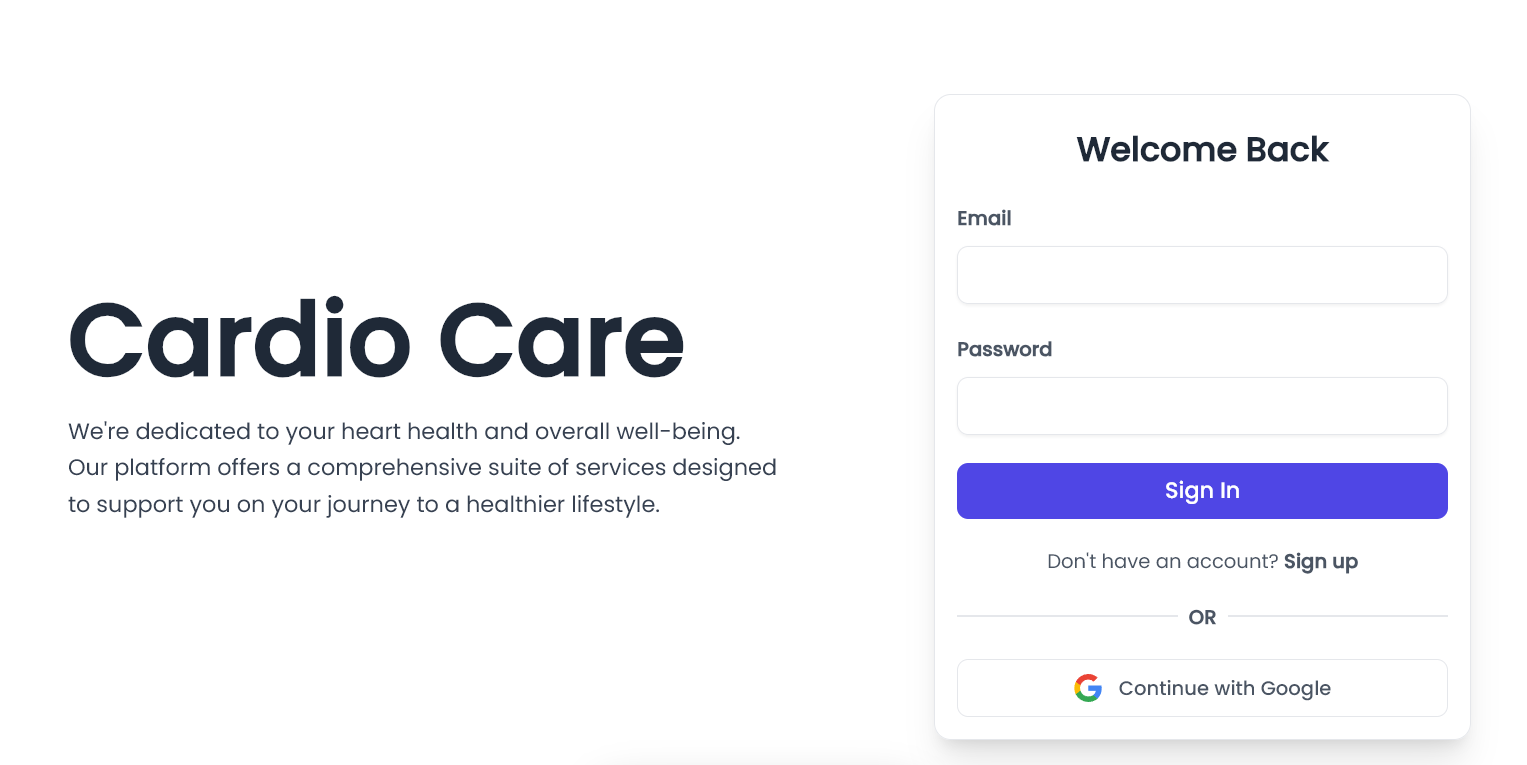 Cardio Care
We're dedicated to your heart health and overall well-being.
Our platform offers a comprehensive suite of services designed
to support you on your journey to a healthier lifestyle.
Welcome Back
Email
Password
Sign In
Don't have an account? Sign up
OR
Continue with Google